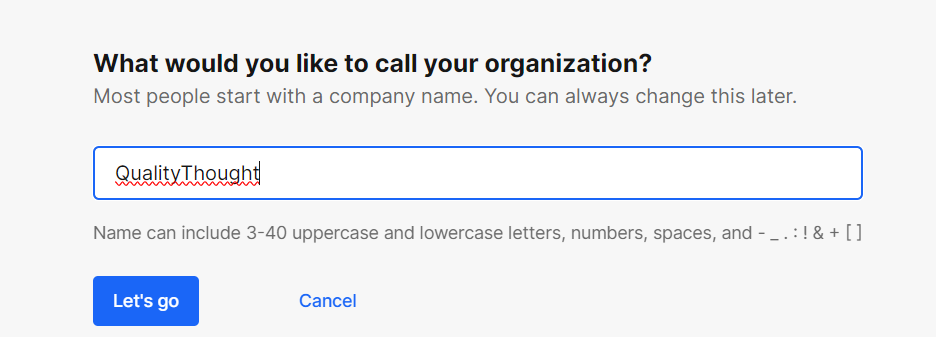 What would you like to call your organization?
Most people start with a company name. You can always change this later.
QualityThought
Name can include 3-40 uppercase and lowercase letters, numbers, spaces, and - _ . : ! & + [ ]
Let's go
Cancel